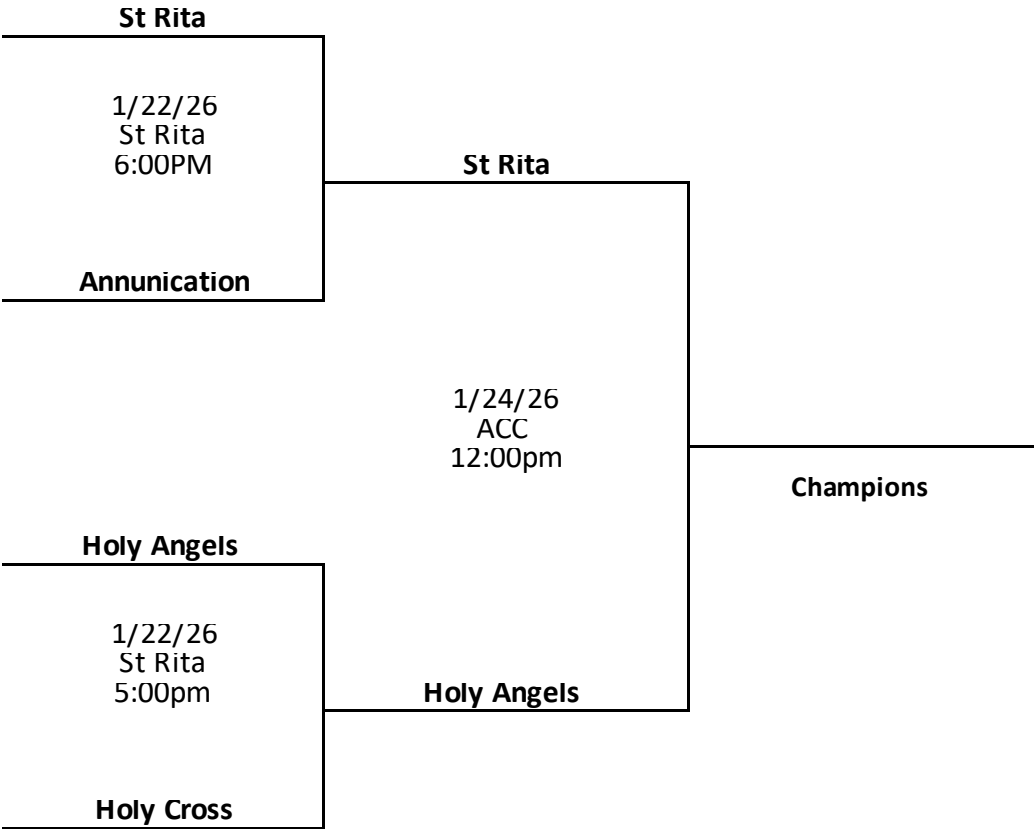 St Rita
1/22/26
St Rita
6:00PM
St Rita
Annunication
1/24/26
ACC
12:00pm
Champions
Holy Angels
1/22/26
St Rita
5:00pm
Holy Angels
Holy Cross